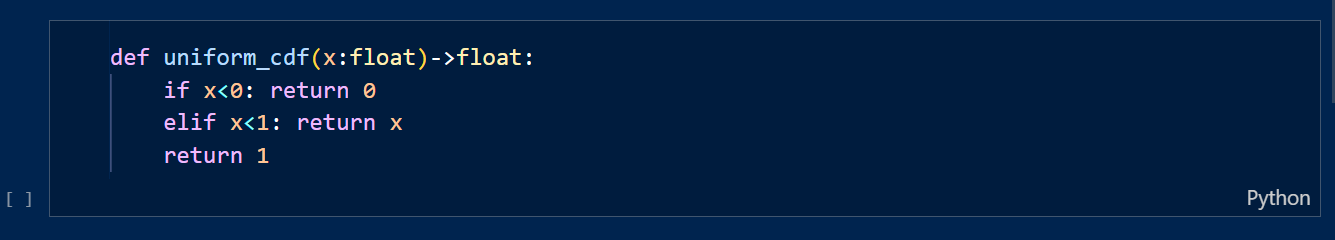 def uniform_cdf(x:float)->float:
    if x<0: return 0
    elif x<1: return x
    return 1
[ ]
Python